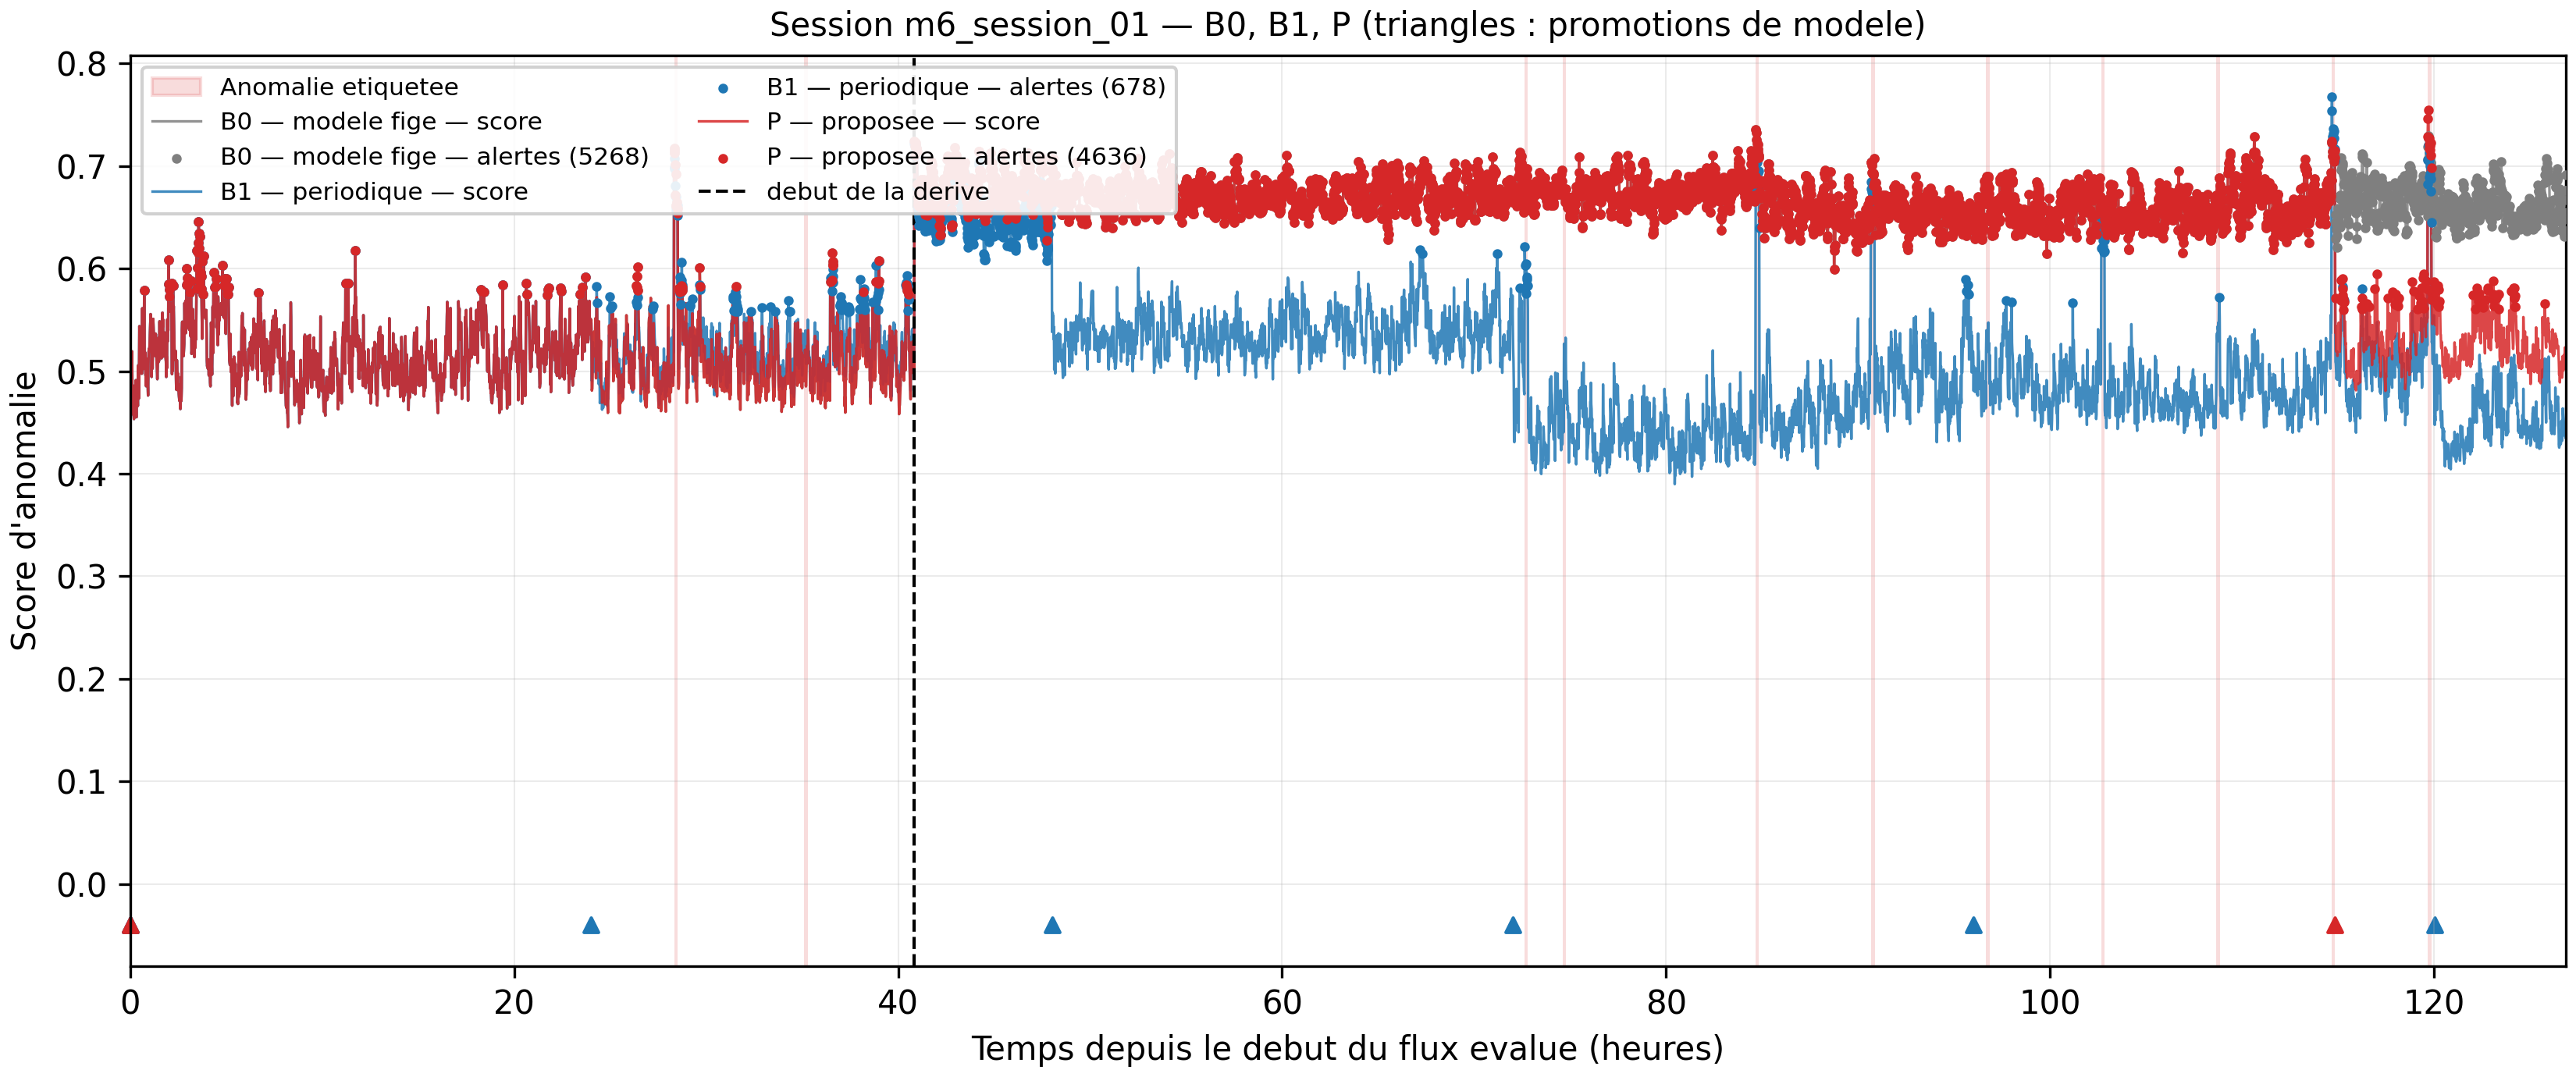 Session m6_session_01 — B0, B1, P (triangles : promotions de modele)
Anomalie etiquetee
B0 — modele fige — score
B0 — modele fige — alertes (5268)
B1 — periodique — score
B1 — periodique — alertes (678)
P — proposee — score
P — proposee — alertes (4636)
debut de la derive
Score d'anomalie
0.8
0.7
0.6
0.5
0.4
0.3
0.2
0.1
0.0
0
20
40
60
80
100
120
Temps depuis le debut du flux evalue (heures)